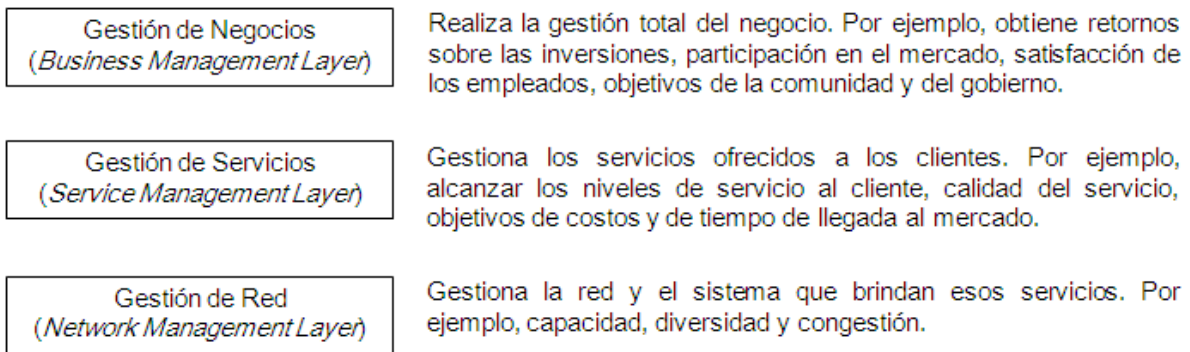 Gestión de Negocios
(Business Management Layer)
Realiza la gestión total del negocio. Por ejemplo, obtiene retornos
sobre las inversiones, participación en el mercado, satisfacción de
los empleados, objetivos de la comunidad y del gobierno.
Gestión de Servicios
(Service Management Layer)
Gestiona los servicios ofrecidos a los clientes. Por ejemplo,
alcanzar los niveles de servicio al cliente, calidad del servicio,
objetivos de costos y de tiempo de llegada al mercado.
Gestión de Red
(Network Management Layer)
Gestiona la red y el sistema que brindan esos servicios. Por
ejemplo, capacidad, diversidad y congestión.